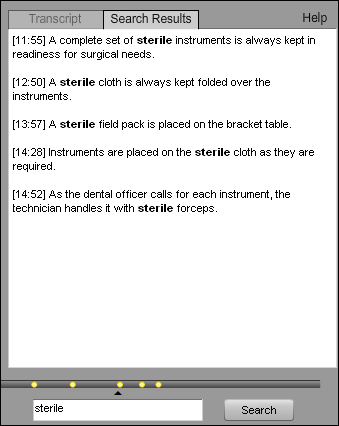 Transcript Search Results Help
[11:55] A complete set of sterile instruments is always kept in
readiness for surgical needs.
[12:50] A sterile cloth is always kept folded over the
instruments.
[13:57] A sterile field pack is placed on the bracket table.
[14:28] Instruments are placed on the sterile cloth as they are
required.
[14:52] As the dental officer calls for each instrument, the
technician handles it with sterile forceps.
sterile Search